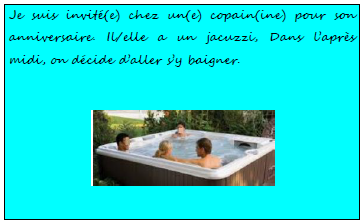 Je suis invité(e) chez un(e) copain(ine) pour son
anniversaire. Il/elle a un jacuzzi, Dans l'après
midi, on décide d'aller s'y baigner.